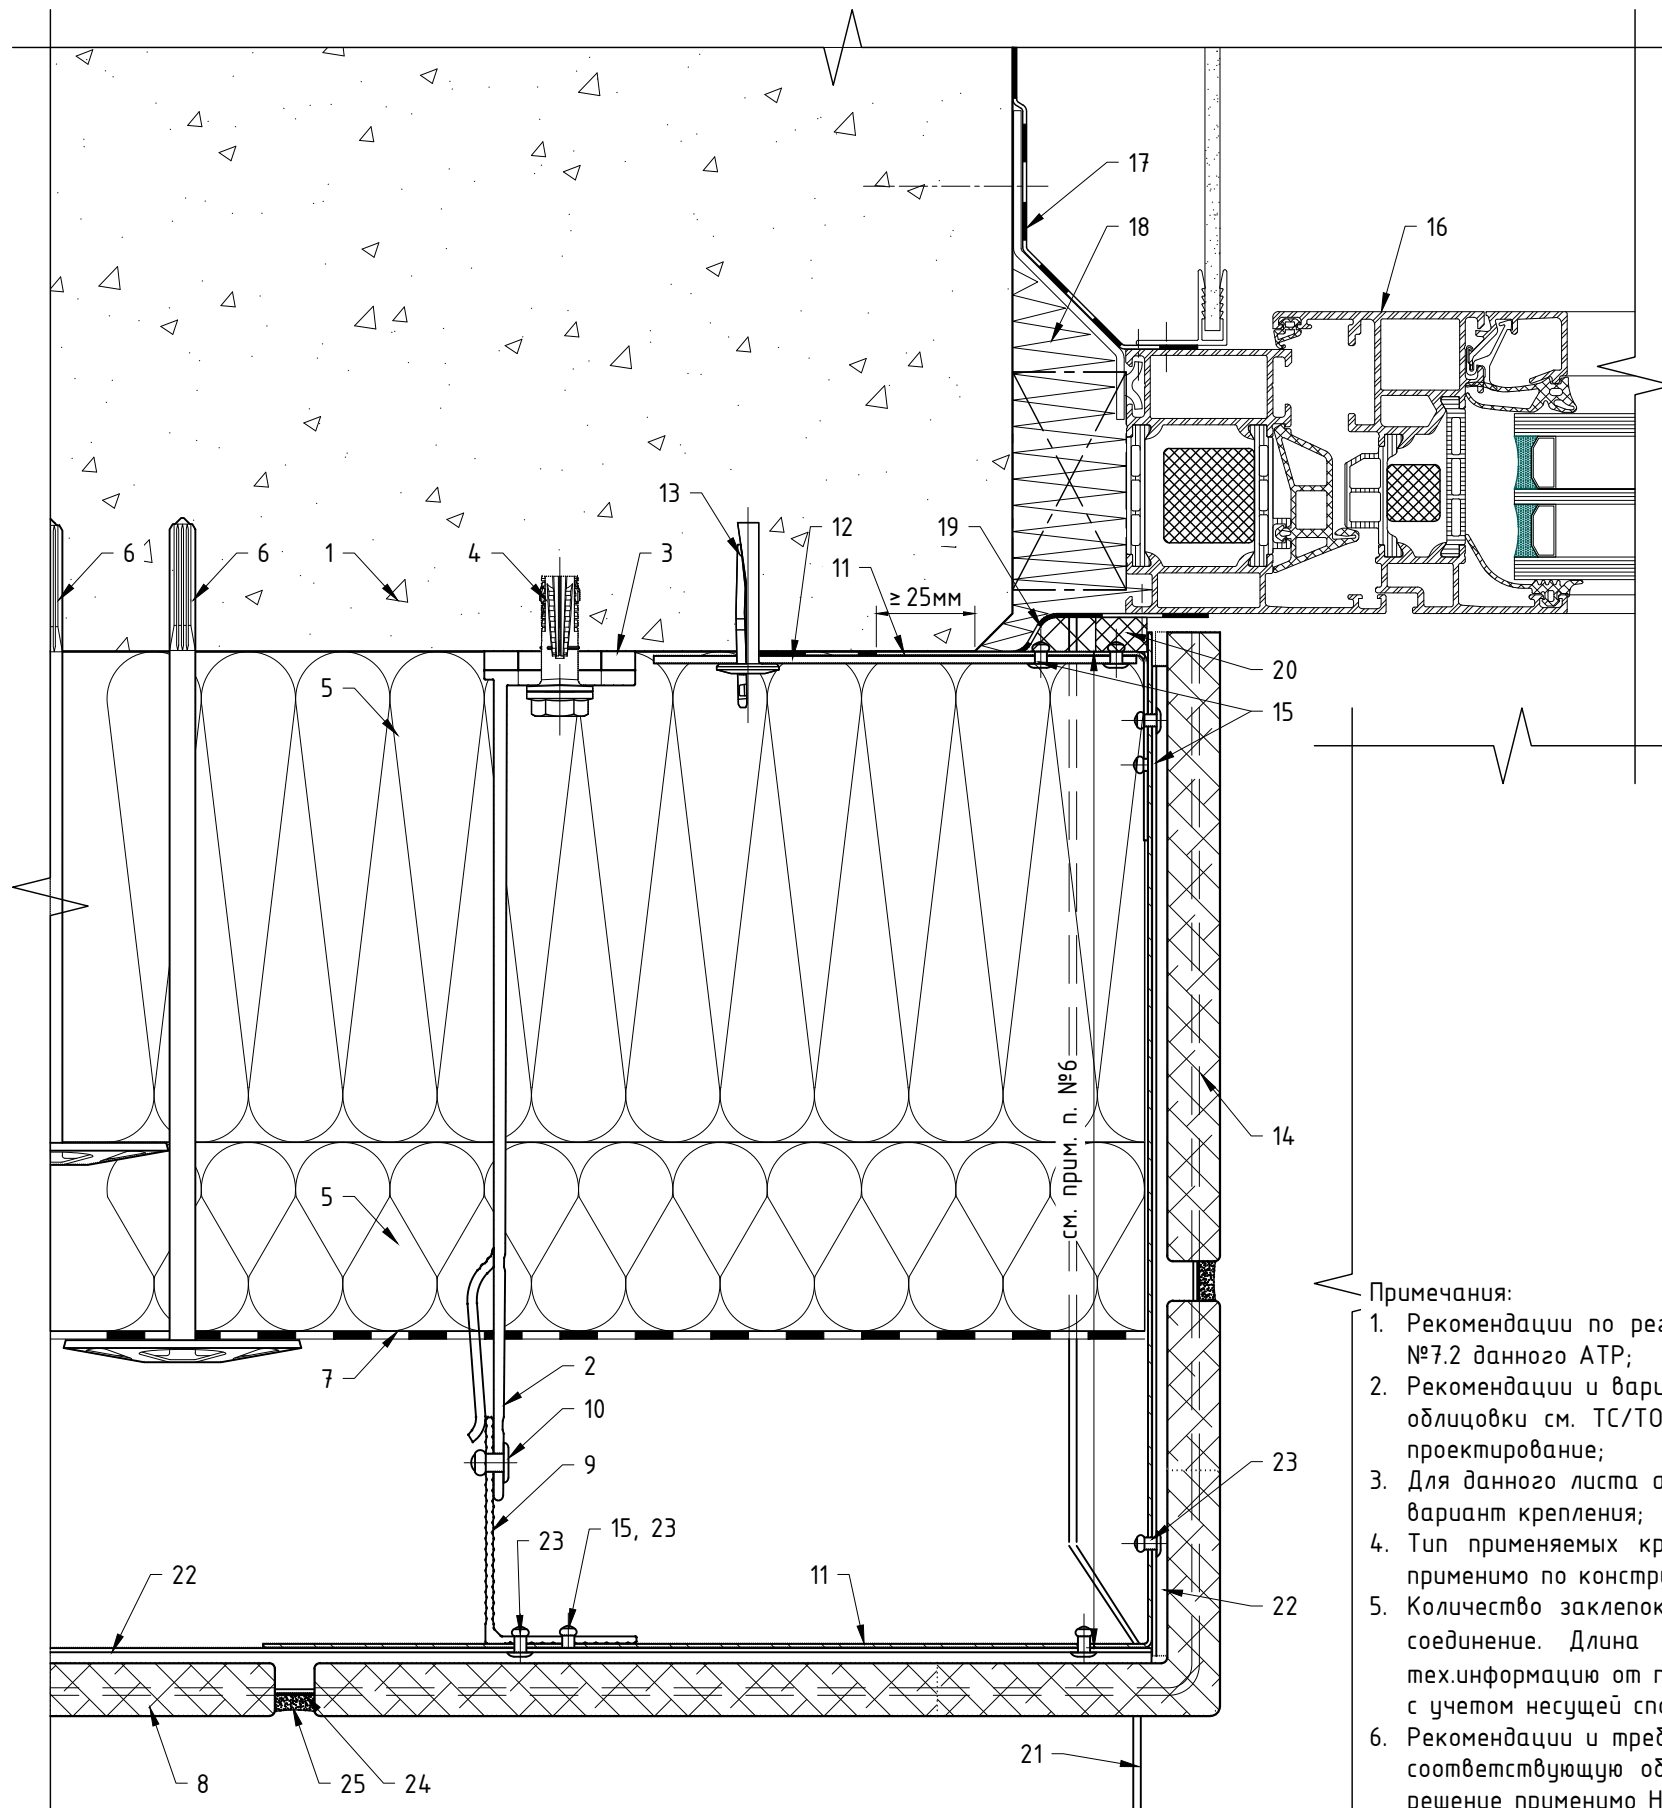 17
18
16
13
12
19
6
6
1
4
3
11
≥ 25мм
20
5
15
см. прим. п. №6
14
5
7
2
10
9
23
23
15, 23
22
11
22
21
8
25
24
Примечания:
1. Рекомендации по рег
№7.2 данного АТР;
2. Рекомендации и вари
облицовки см. ТС/ТО
проектирование;
3. Для данного листа а
вариант крепления;
4. Тип применяемых кр
применимо по констри
5. Количество заклепок
соединение. Длина
тех.информацию от п
с учетом несущей спо
6. Рекомендации и треб
соответствующую об
решение применимо Н